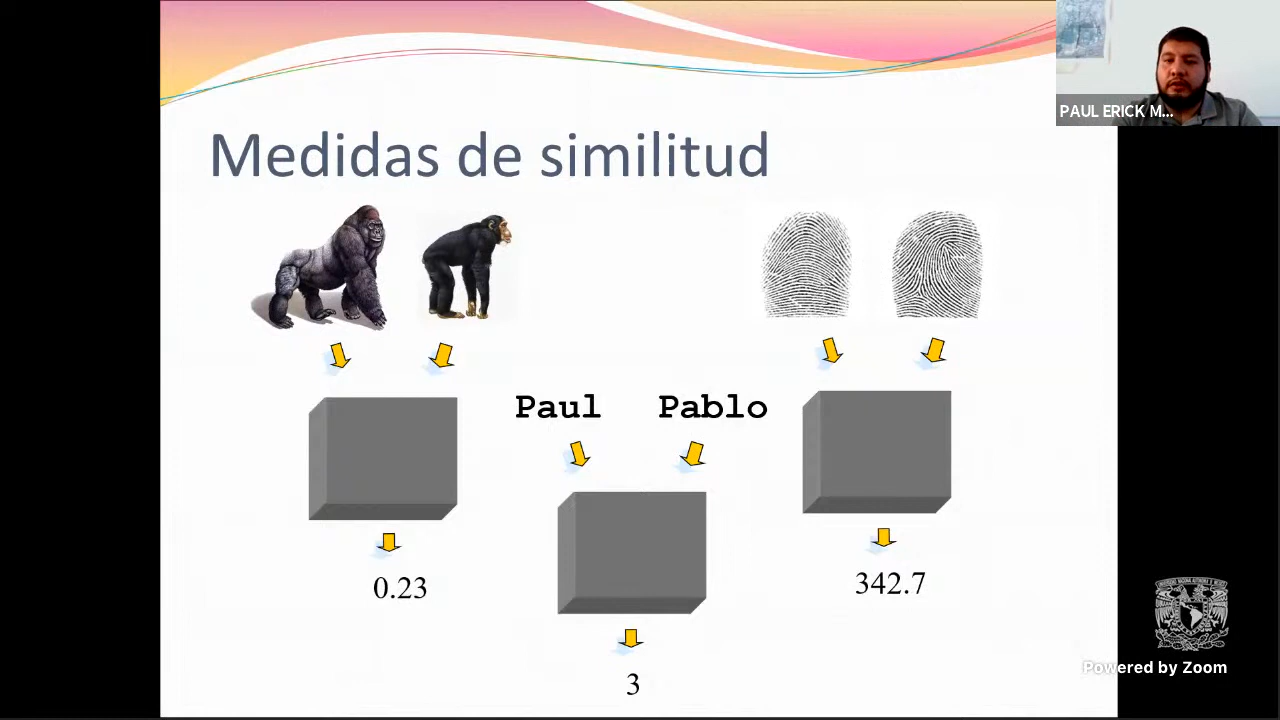 PAUL ERICK M...
Medidas de similitud
Paul Pablo
0.23
342.7
3
Powered by Zoom